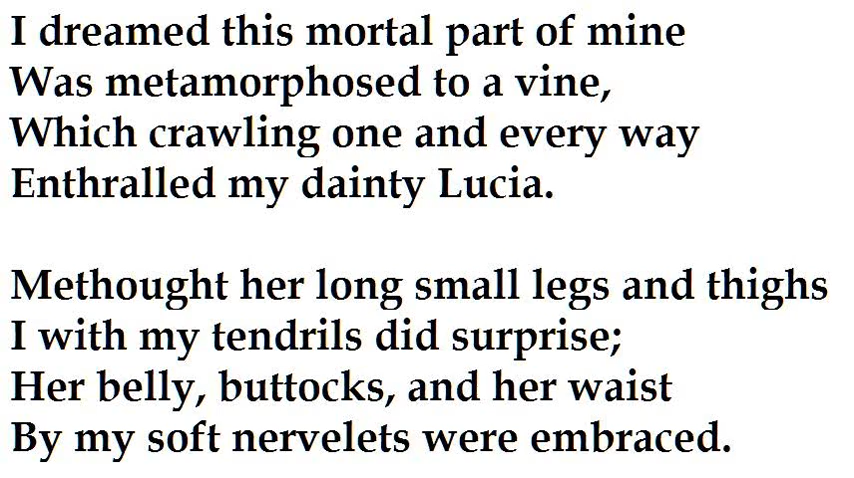 I dreamed this mortal part of mine
Was metamorphosed to a vine,
Which crawling one and every way
Enthralled my dainty Lucia.

Methought her long small legs and thighs
I with my tendrils did surprise;
Her belly, buttocks, and her waist
By my soft nervelets were embraced.